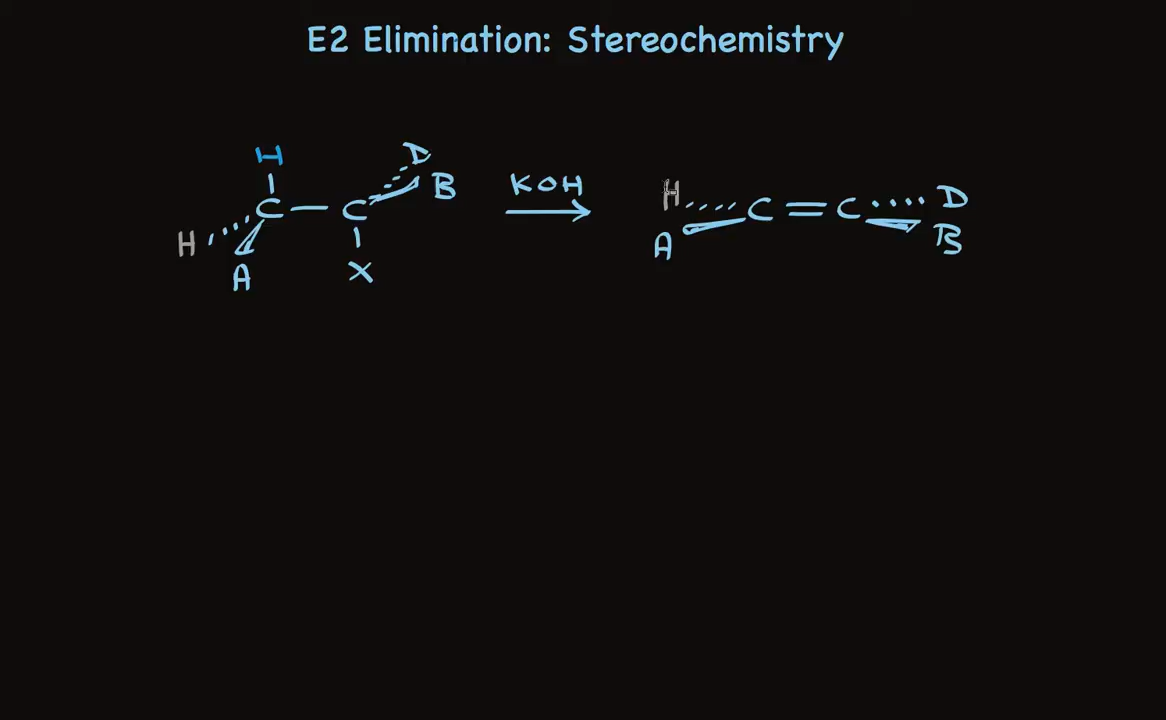 E2 Elimination: Stereochemistry
H D
C — C B KOH H C = C D
H A X A B